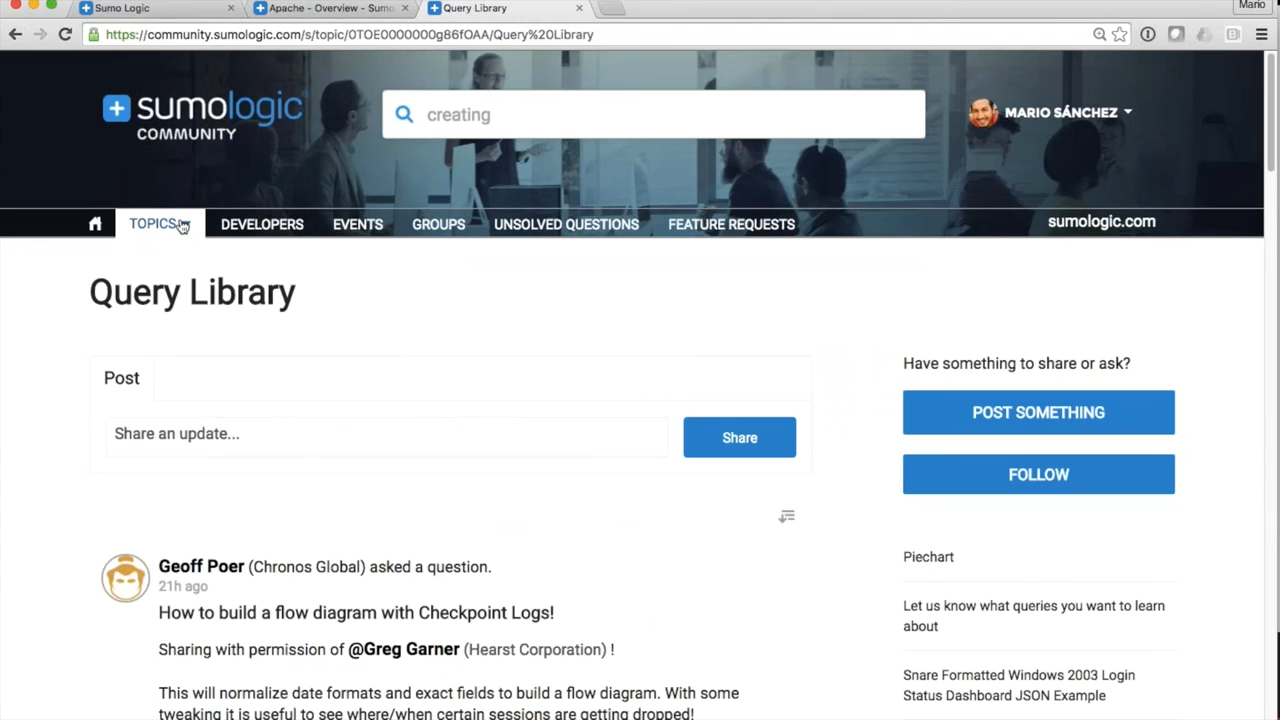 Sumo Logic
Apache - Overview - Sumo
Query Library
Mario
https://community.sumologic.com/s/topic/0TOE0000000g86fOAA/Query%20Library
sumologic
COMMUNITY
creating
MARIO SÁNCHEZ
TOPICS
DEVELOPERS
EVENTS
GROUPS
UNSOLVED QUESTIONS
FEATURE REQUESTS
sumologic.com
Query Library
Post
Share an update...
Share
Have something to share or ask?
POST SOMETHING
FOLLOW
Geoff Poer (Chronos Global) asked a question.
21h ago
How to build a flow diagram with Checkpoint Logs!
Sharing with permission of @Greg Garner (Hearst Corporation) !
This will normalize date formats and exact fields to build a flow diagram. With some
tweaking it is useful to see where/when certain sessions are getting dropped!
Piechart
Let us know what queries you want to learn
about
Snare Formatted Windows 2003 Login
Status Dashboard JSON Example